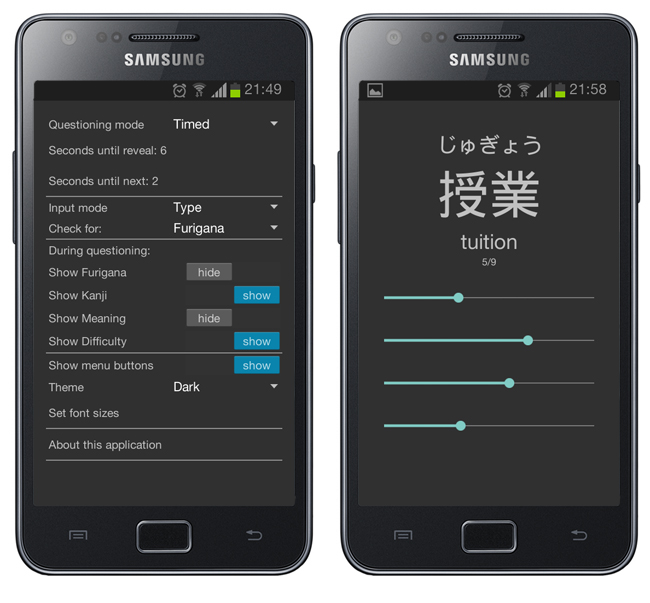 SAMSUNG
21:49
Questioning mode Timed
Seconds until reveal: 6
Seconds until next: 2
Input mode Type
Check for: Furigana
During questioning:
Show Furigana hide
Show Kanji show
Show Meaning hide
Show Difficulty show
Show menu buttons show
Theme Dark
Set font sizes
About this application
SAMSUNG
21:58
じゅぎょう
授業
tuition
5/9